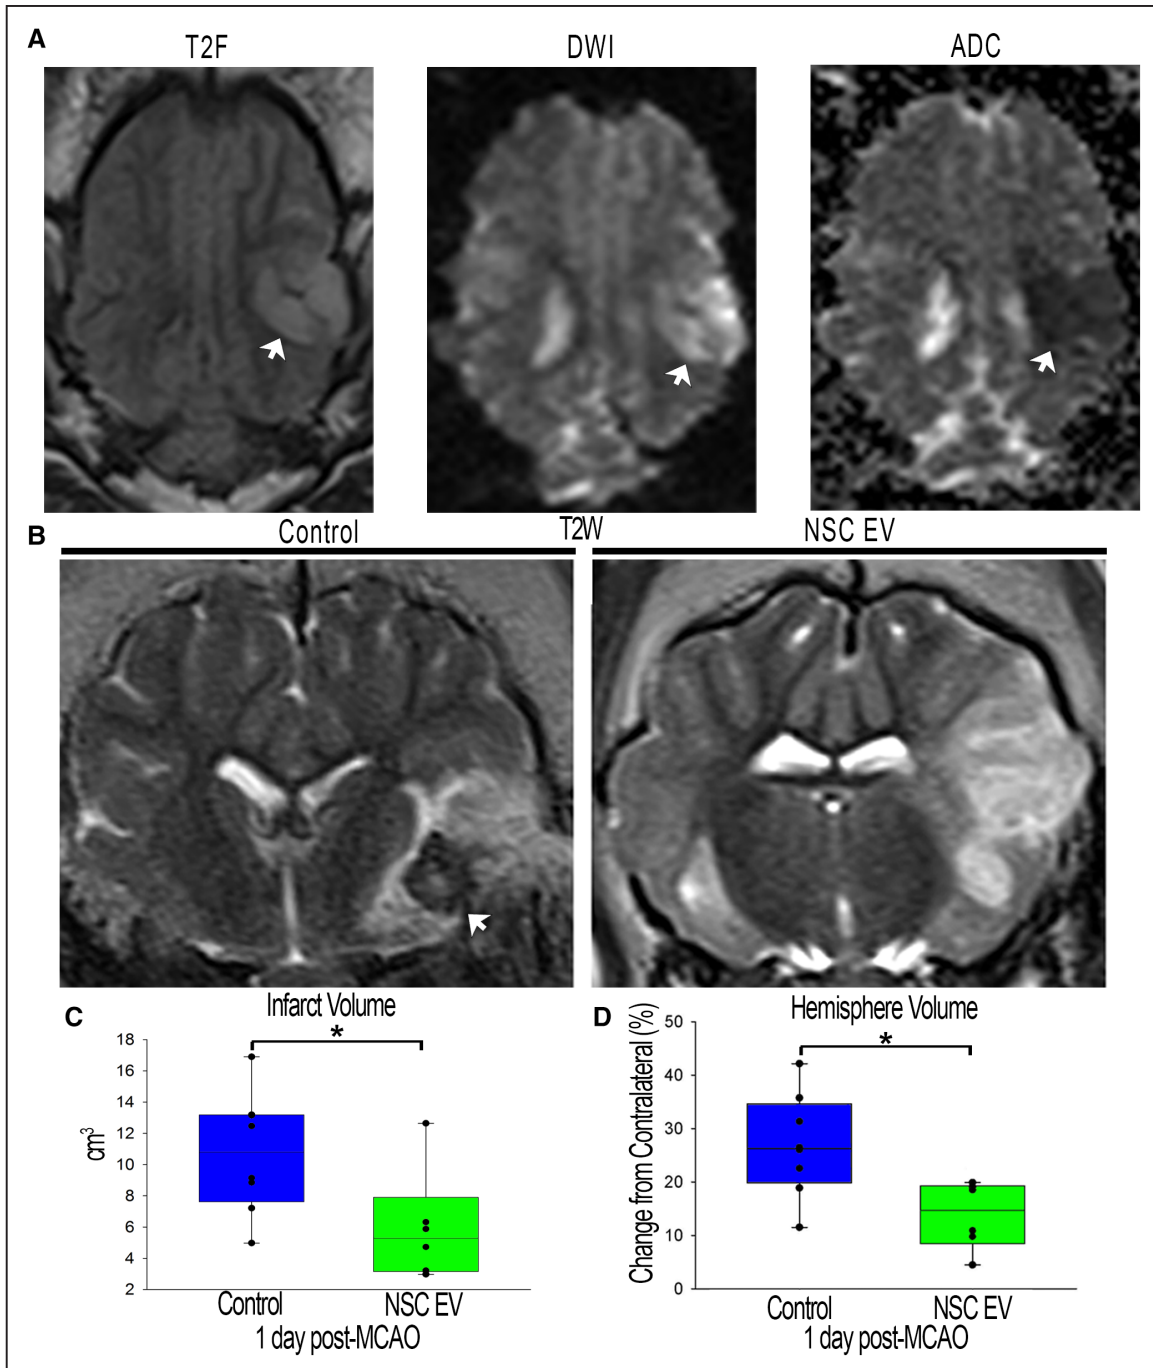 A
T2F
DWI
ADC
B
Control
T2W
NSC EV
C
Infarct Volume
*
cm³
18
16
14
12
10
8
6
4
2
Control
NSC EV
1 day post-MCAO
D
Hemisphere Volume
*
Change from Contralateral (%)
50
40
30
20
10
0
Control
NSC EV
1 day post-MCAO